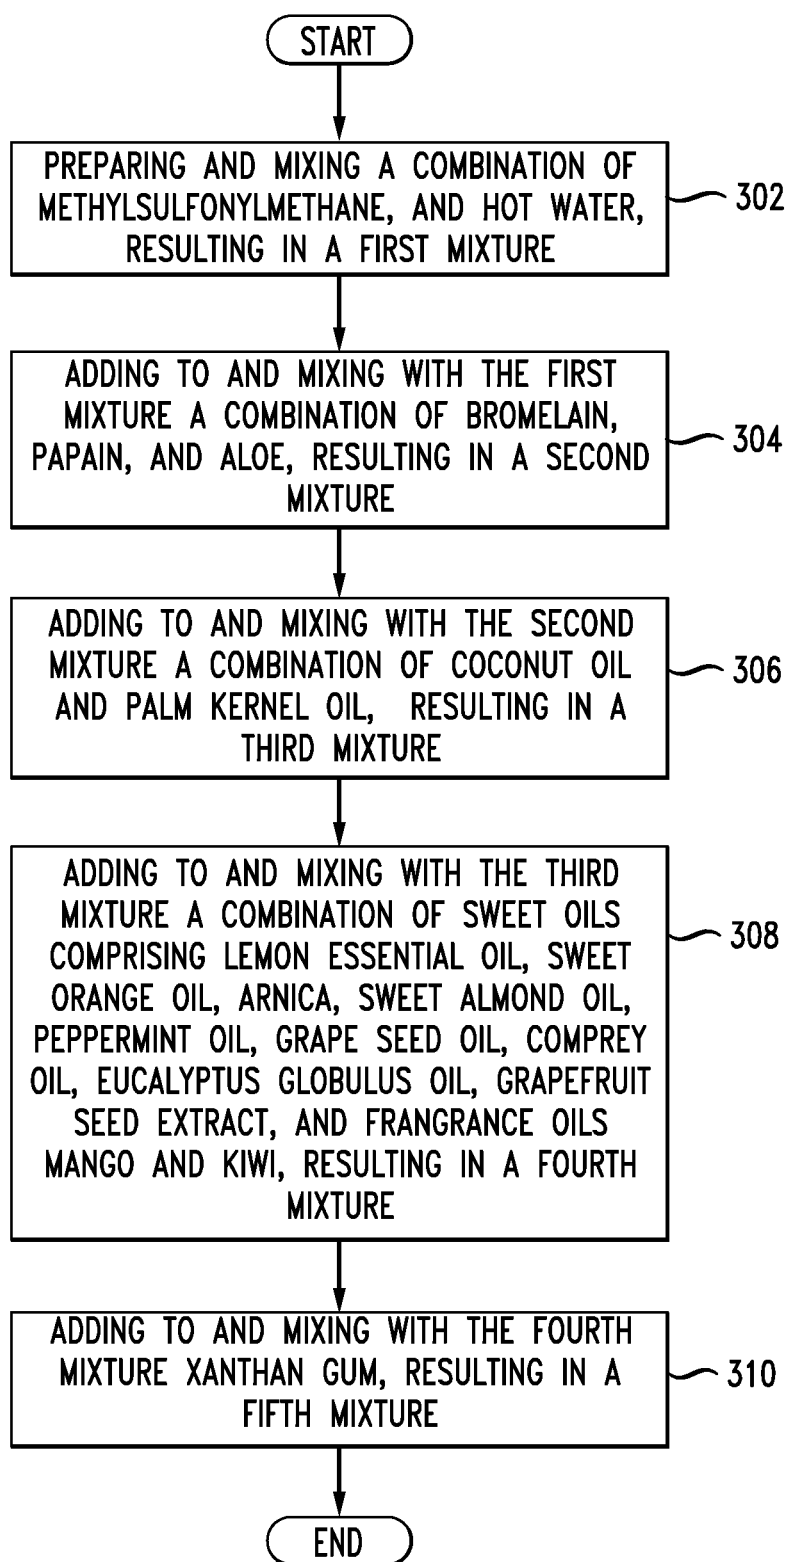 START
PREPARING AND MIXING A COMBINATION OF
METHYLSULFONYLMETHANE, AND HOT WATER,
RESULTING IN A FIRST MIXTURE
302
ADDING TO AND MIXING WITH THE FIRST
MIXTURE A COMBINATION OF BROMELAIN,
PAPAIN, AND ALOE, RESULTING IN A SECOND
MIXTURE
304
ADDING TO AND MIXING WITH THE SECOND
MIXTURE A COMBINATION OF COCONUT OIL
AND PALM KERNEL OIL, RESULTING IN A
THIRD MIXTURE
306
ADDING TO AND MIXING WITH THE THIRD
MIXTURE A COMBINATION OF SWEET OILS
COMPRISING LEMON ESSENTIAL OIL, SWEET
ORANGE OIL, ARNICA, SWEET ALMOND OIL,
PEPPERMINT OIL, GRAPE SEED OIL, COMPREY
OIL, EUCALYPTUS GLOBULUS OIL, GRAPEFRUIT
SEED EXTRACT, AND FRANGRANCE OILS
MANGO AND KIWI, RESULTING IN A FOURTH
MIXTURE
308
ADDING TO AND MIXING WITH THE FOURTH
MIXTURE XANTHAN GUM, RESULTING IN A
FIFTH MIXTURE
310
END